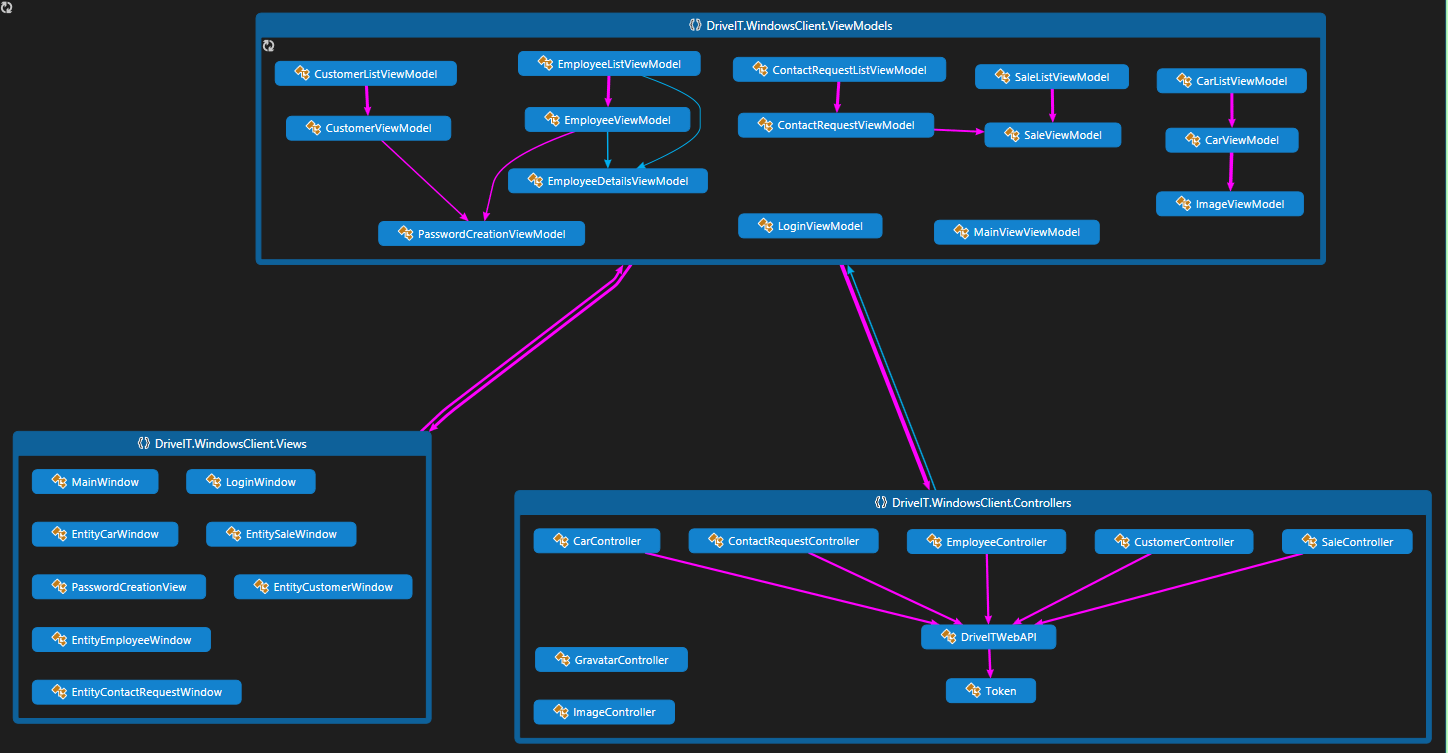 DriveIT.WindowsClient.ViewModels
CustomerListViewModel
EmployeeListViewModel
ContactRequestListViewModel
SaleListViewModel
CarListViewModel
CustomerViewModel
EmployeeViewModel
ContactRequestViewModel
SaleViewModel
CarViewModel
EmployeeDetailsViewModel
ImageViewModel
PasswordCreationViewModel
LoginViewModel
MainViewViewModel
DriveIT.WindowsClient.Views
MainWindow
LoginWindow
EntityCarWindow
EntitySaleWindow
PasswordCreationView
EntityCustomerWindow
EntityEmployeeWindow
EntityContactRequestWindow
DriveIT.WindowsClient.Controllers
CarController
ContactRequestController
EmployeeController
CustomerController
SaleController
DriveITWebAPI
GravatarController
Token
ImageController